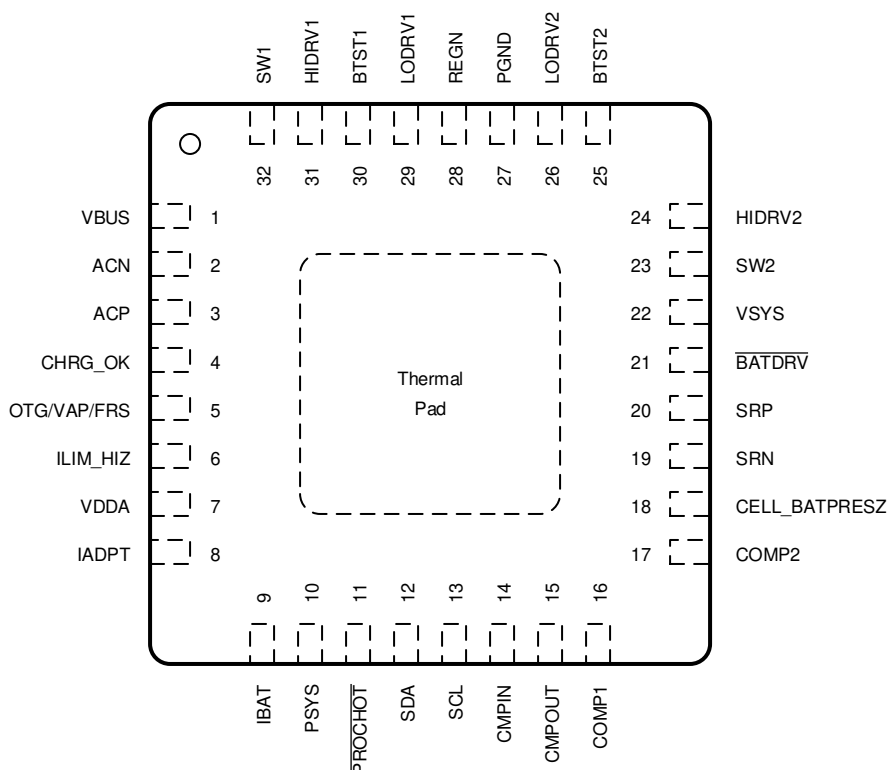 SW1
HIDRV1
BTST1
LODRV1
REGN
PGND
LODRV2
BTST2
32
31
30
29
28
27
26
25
VBUS 1
ACN 2
ACP 3
CHRG_OK 4
OTG/VAP/FRS 5
ILIM_HIZ 6
VDDA 7
IADPT 8
Thermal
Pad
24 HIDRV2
23 SW2
22 VSYS
21 BATDRV
20 SRP
19 SRN
18 CELL_BATPRESZ
17 COMP2
9
10
11
12
13
14
15
16
IBAT
PSYS
PROCHOT
SDA
SCL
CMPIN
CMPOUT
COMP1